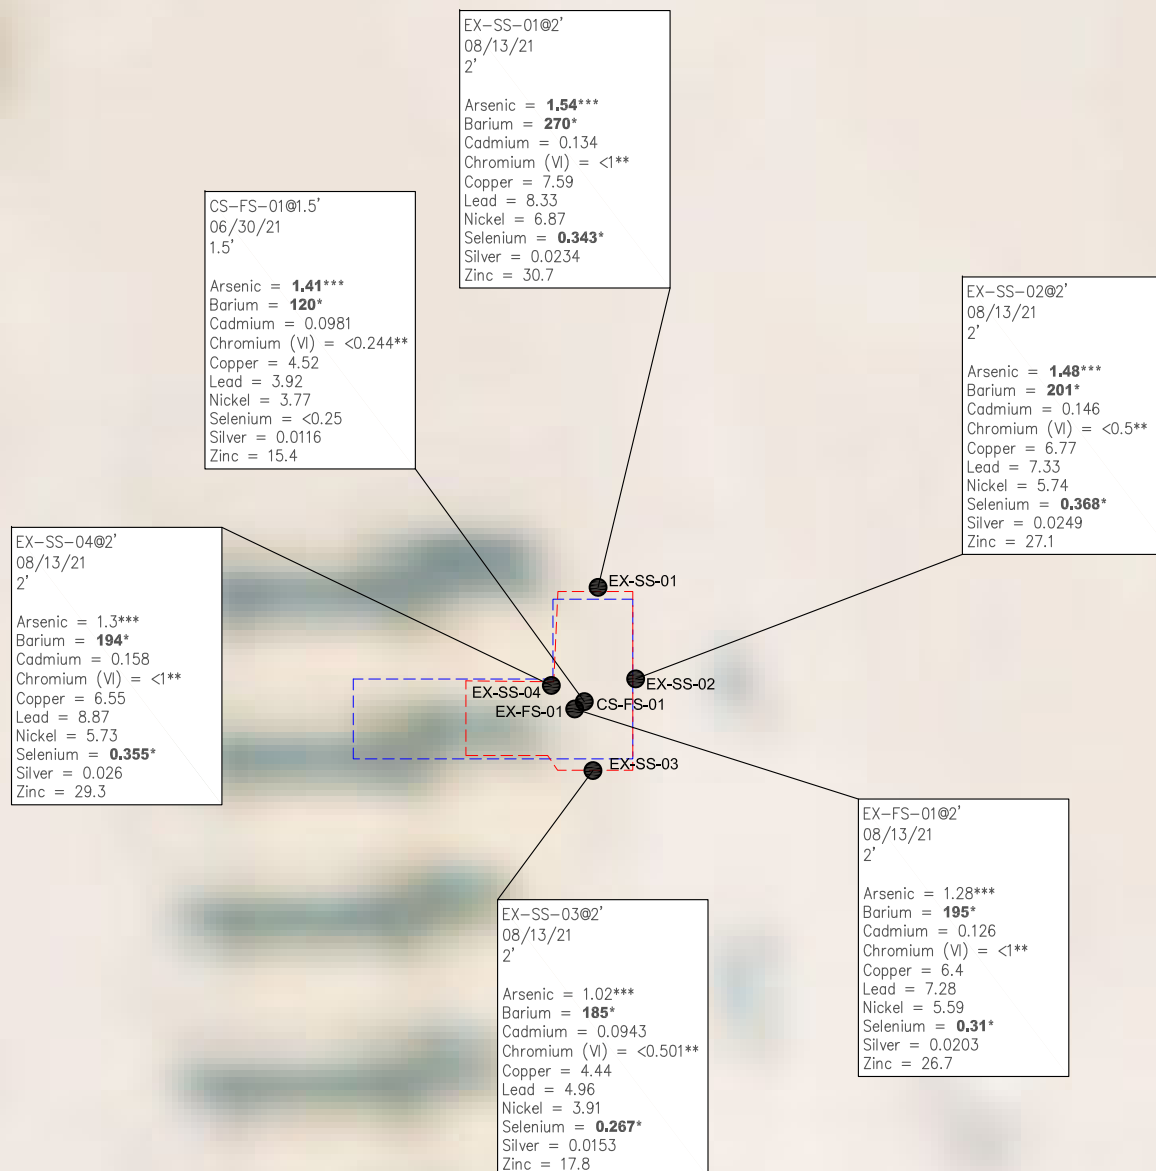 EX-SS-01@2'
08/13/21
2'
Arsenic = 1.54***
Barium = 270*
Cadmium = 0.134
Chromium (VI) = <1**
Copper = 7.59
Lead = 8.33
Nickel = 6.87
Selenium = 0.343*
Silver = 0.0234
Zinc = 30.7
CS-FS-01@1.5'
06/30/21
1.5'
Arsenic = 1.41***
Barium = 120*
Cadmium = 0.0981
Chromium (VI) = <0.244**
Copper = 4.52
Lead = 3.92
Nickel = 3.77
Selenium = <0.25
Silver = 0.0116
Zinc = 15.4
EX-SS-02@2'
08/13/21
2'
Arsenic = 1.48***
Barium = 201*
Cadmium = 0.146
Chromium (VI) = <0.5**
Copper = 6.77
Lead = 7.33
Nickel = 5.74
Selenium = 0.368*
Silver = 0.0249
Zinc = 27.1
EX-SS-04@2'
08/13/21
2'
Arsenic = 1.3***
Barium = 194*
Cadmium = 0.158
Chromium (VI) = <1**
Copper = 6.55
Lead = 8.87
Nickel = 5.73
Selenium = 0.355*
Silver = 0.026
Zinc = 29.3
EX-SS-01
EX-SS-02
EX-SS-04
CS-FS-01
EX-FS-01
EX-SS-03
EX-FS-01@2'
08/13/21
2'
Arsenic = 1.28***
Barium = 195*
Cadmium = 0.126
Chromium (VI) = <1**
Copper = 6.4
Lead = 7.28
Nickel = 5.59
Selenium = 0.31*
Silver = 0.0203
Zinc = 26.7
EX-SS-03@2'
08/13/21
2'
Arsenic = 1.02***
Barium = 185*
Cadmium = 0.0943
Chromium (VI) = <0.501**
Copper = 4.44
Lead = 4.96
Nickel = 3.91
Selenium = 0.267*
Silver = 0.0153
Zinc = 17.8